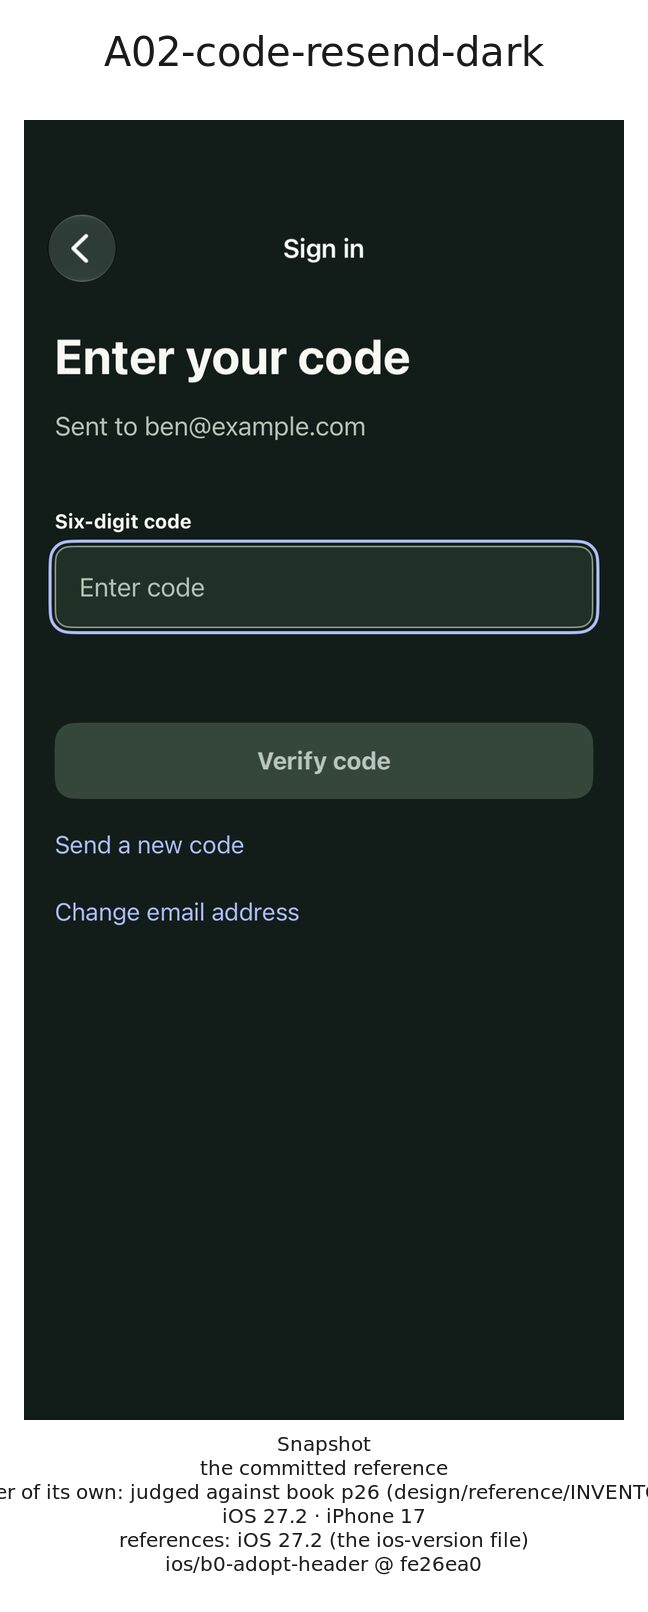 A02-code-resend-dark
Sign in
Enter your code
Sent to ben@example.com
Six-digit code
Enter code
Verify code
Send a new code
Change email address
Snapshot
the committed reference
of its own: judged against book p26 (design/reference/
iOS 27.2 · iPhone 17
references: iOS 27.2 (the ios-version file)
ios/b0-adopt-header @ fe26ea0